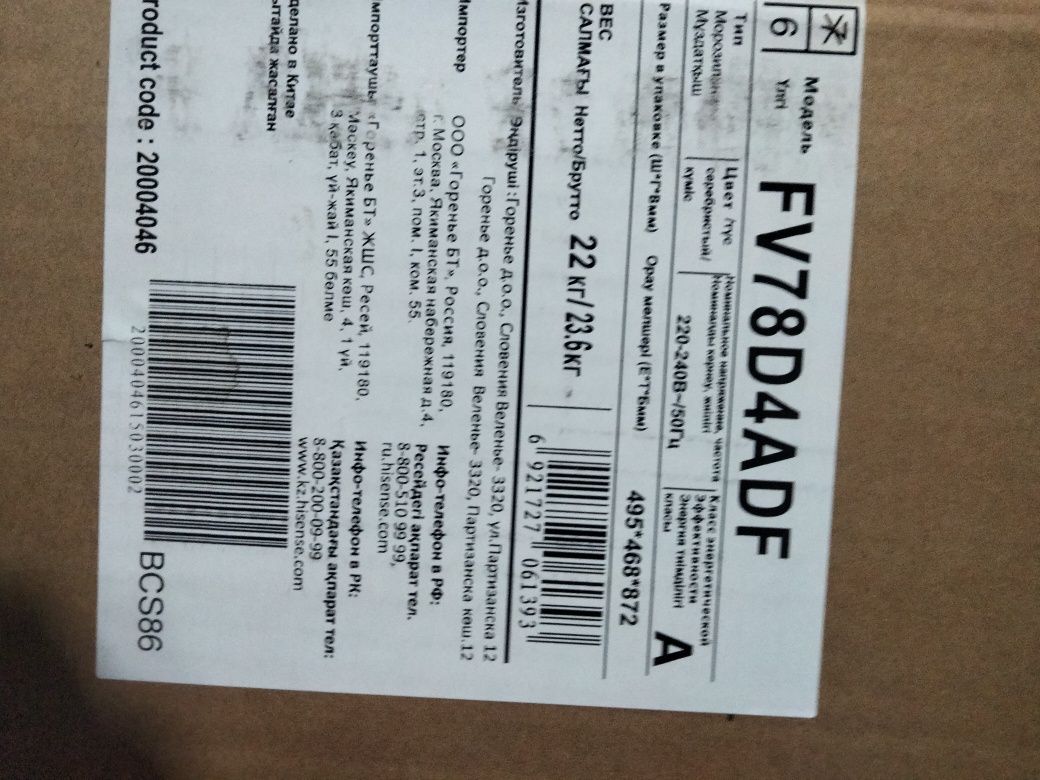 6
Модель FV78D4ADF
Үлгі
Тип
Морозильник
Мұздатқыш
Цвет /түс
серебристый/
күміс
Номинальное напряжение, частота
Номиналды кернеу, жиілігі
220-240В~/50Гц
Класс энергетической
эффективности
Энергия тиімділігі
класы
A
Размер в упаковке (Ш*Г*Вмм) Орау мөлшері (Е*Т*Бмм) 495*468*872
ВЕС
САЛМАҒЫ Нетто/Брутто 22 кг/23.6кг
6 921727 061393
Изготовитель/Өндіруші :Горенье д.о.о., Словения Веленье- 3320, ул.Партизанска 12
Горенье д.о.о., Словения Веленье- 3320, Партизанска көш.12
Импортер
ООО «Горенье БТ», Россия, 119180,
г. Москва, Якиманская набережная д.4,
стр. 1, эт.3, пом. I, ком. 55.
Инфо-телефон в РФ:
Ресейдегі ақпарат тел.
8-800-510 99 99,
ru.hisense.com
Импорттаушы «Горенье БТ» ЖШС, Ресей, 119180,
Мәскеу, Якиманская көш, 4, 1 үй,
3 қабат, үй-жай I, 55 бөлме
Инфо-телефон в РК:
Қазақстандағы ақпарат тел:
8-800-200-09-99
www.kz.hisense.com
делано в Китае
ытайда жасалған
roduct code : 20004046
20004046I5030002
BCS86